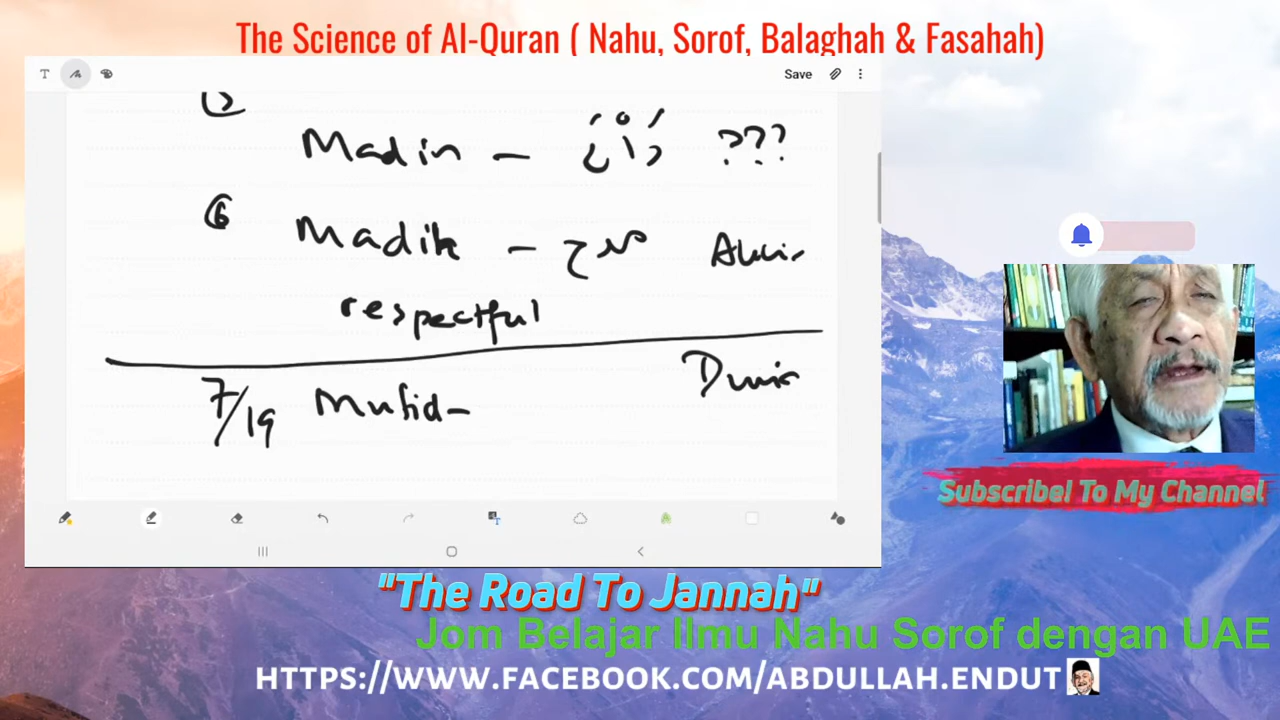 The Science of Al-Quran ( Nahu, Sorof, Balaghah & Fasahah)
T Save
Madin – ???
6 Madih –
respectful
7/19 Mufid –
Subscribe! To My Channel
"The Road To Jannah"
Jom Belajar Ilmu Nahu Sorof dengan UAE
HTTPS://WWW.FACEBOOK.COM/ABDULLAH.ENDUT